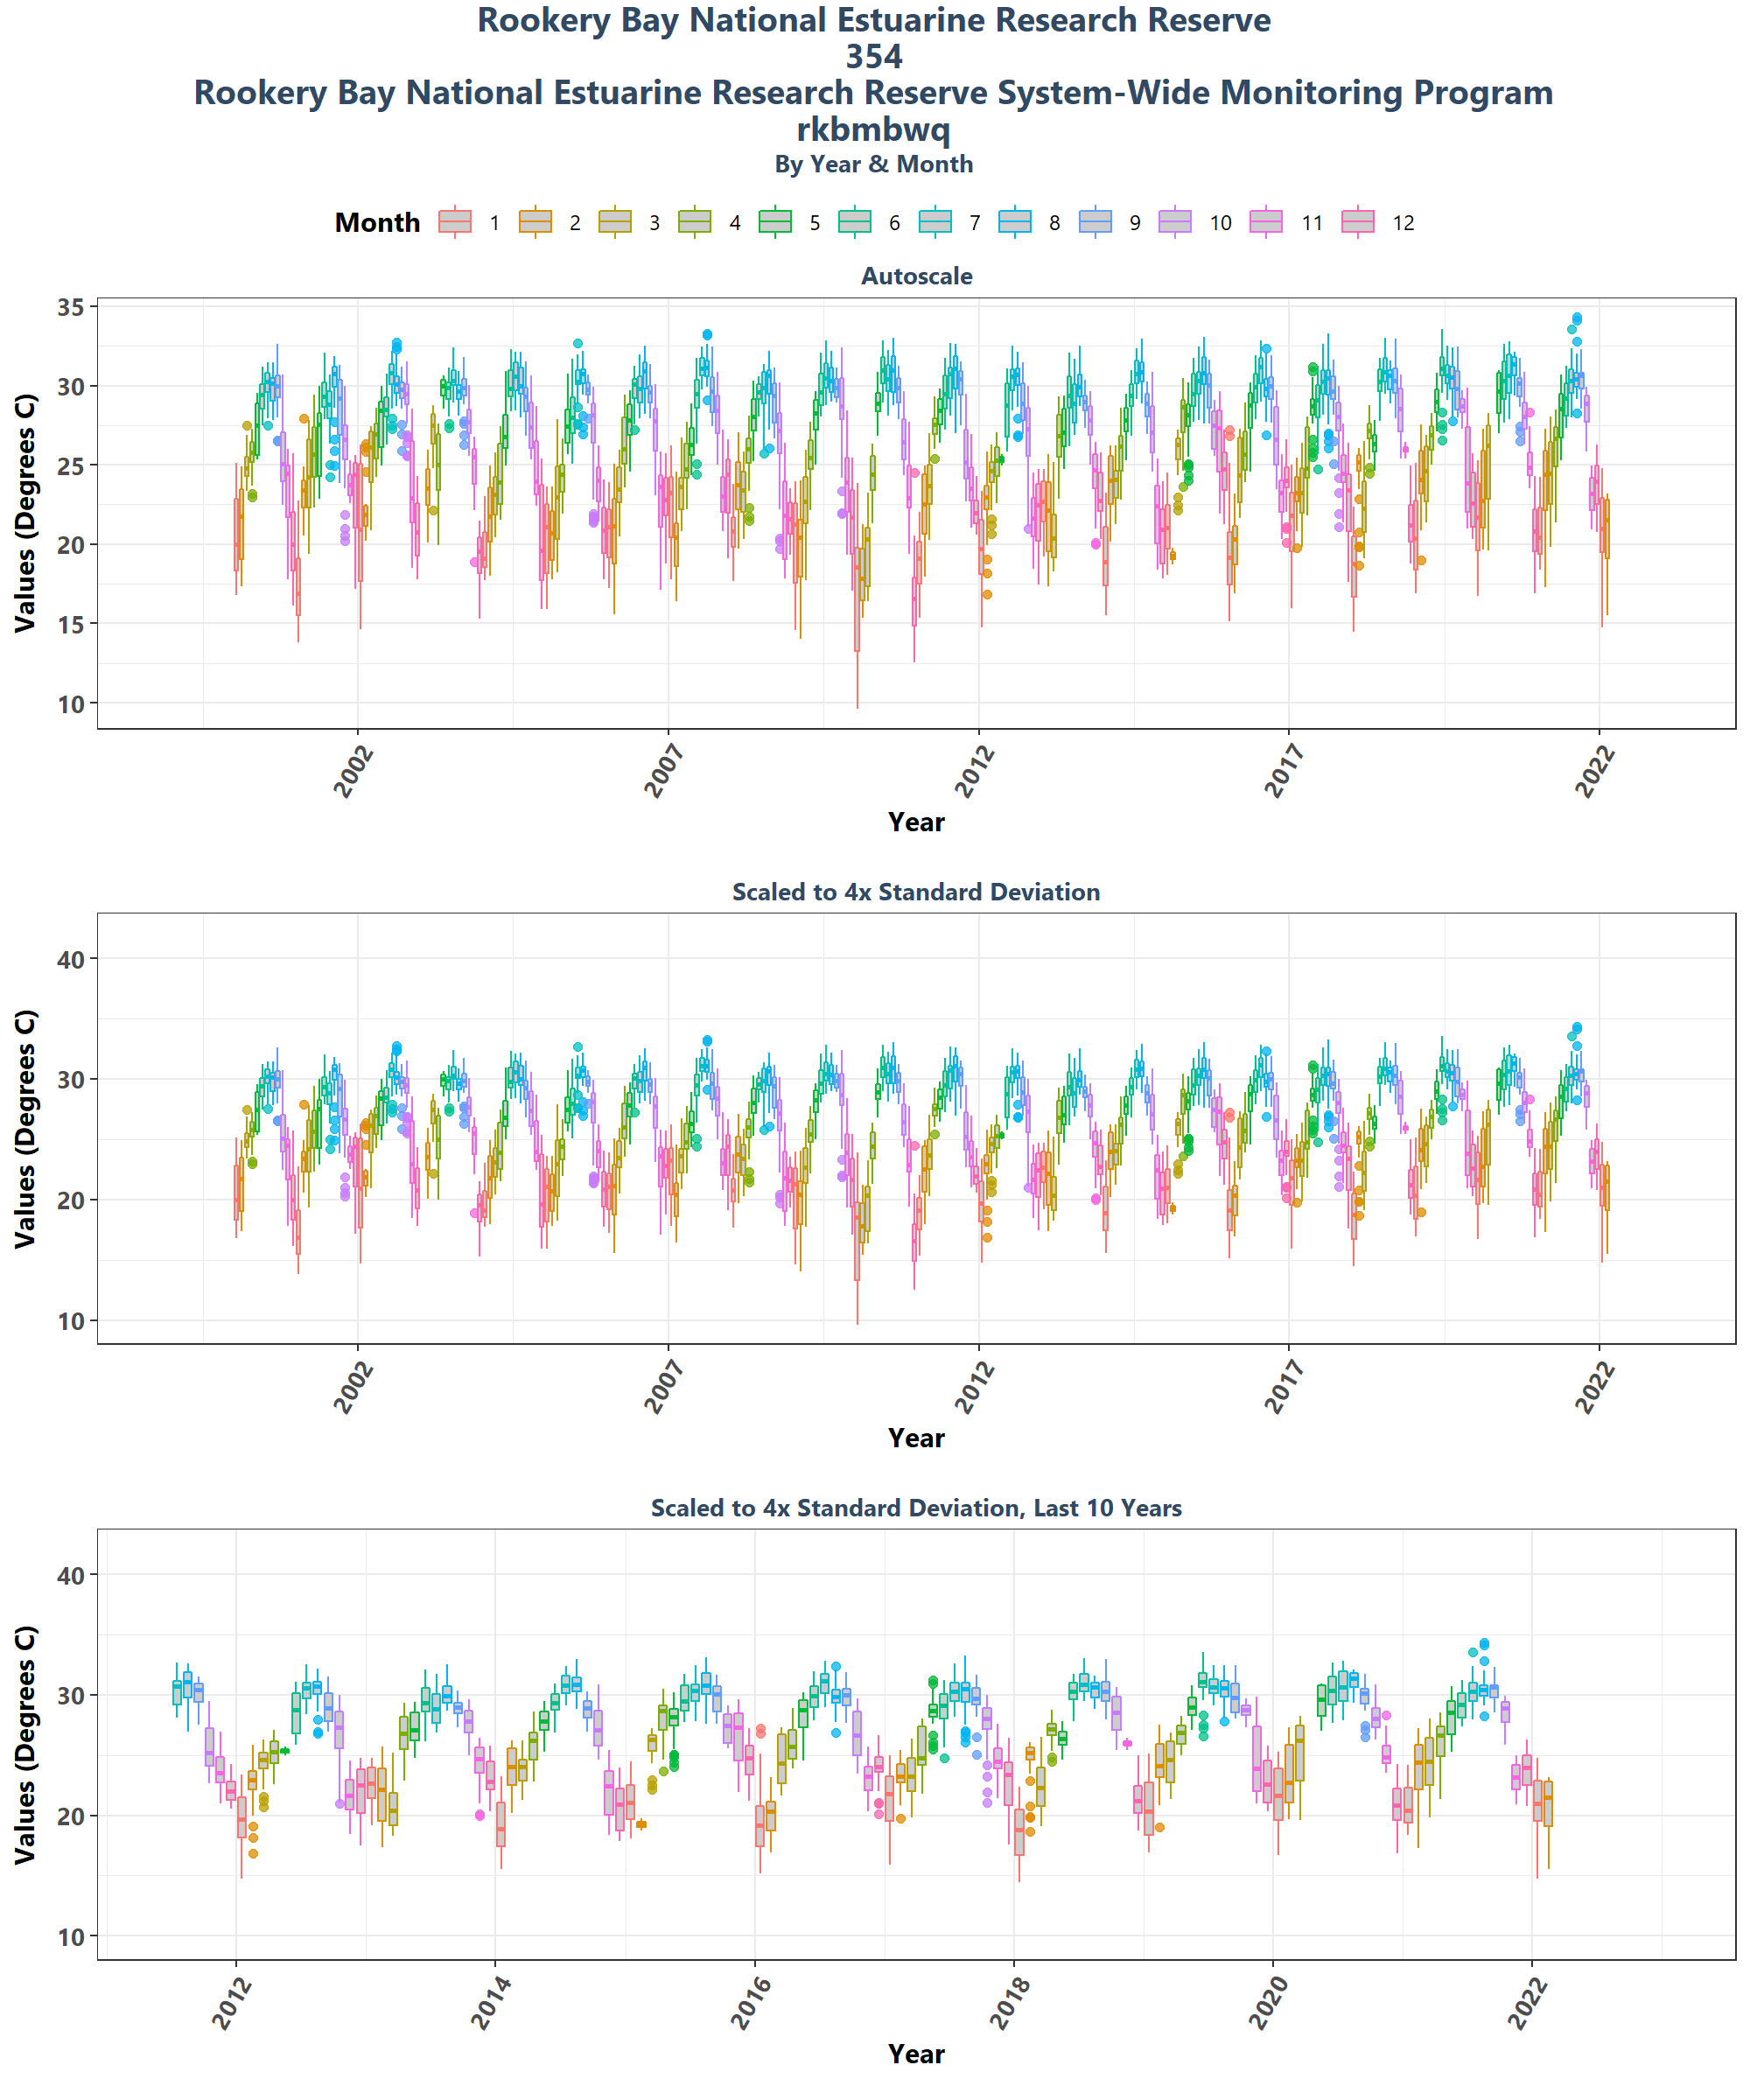 Rookery Bay National Estuarine Research Reserve
354
Rookery Bay National Estuarine Research Reserve System-Wide Monitoring Program
rkbmbwq
By Year & Month
Month 1 2 3 4 5 6 7 8 9 10 11 12
Autoscale
Values (Degrees C)
35
30
25
20
15
10
2002 2007 2012 2017 2022
Year
Scaled to 4x Standard Deviation
Values (Degrees C)
40
30
20
10
2002 2007 2012 2017 2022
Year
Scaled to 4x Standard Deviation, Last 10 Years
Values (Degrees C)
40
30
20
10
2012 2014 2016 2018 2020 2022
Year